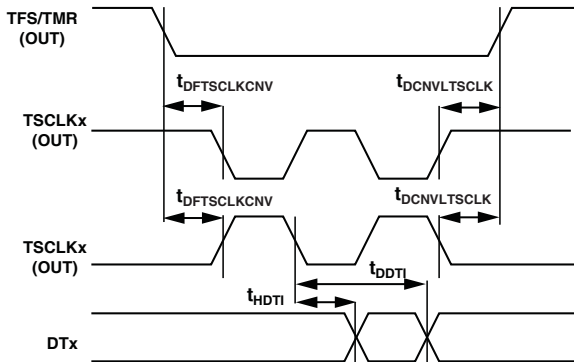 TFS/TMR
(OUT)
tDFTSCLKCNV
tDCNVLTSCLK
TSCLKx
(OUT)
tDFTSCLKCNV
tDCNVLTSCLK
TSCLKx
(OUT)
tDDTI
tHDTI
DTx